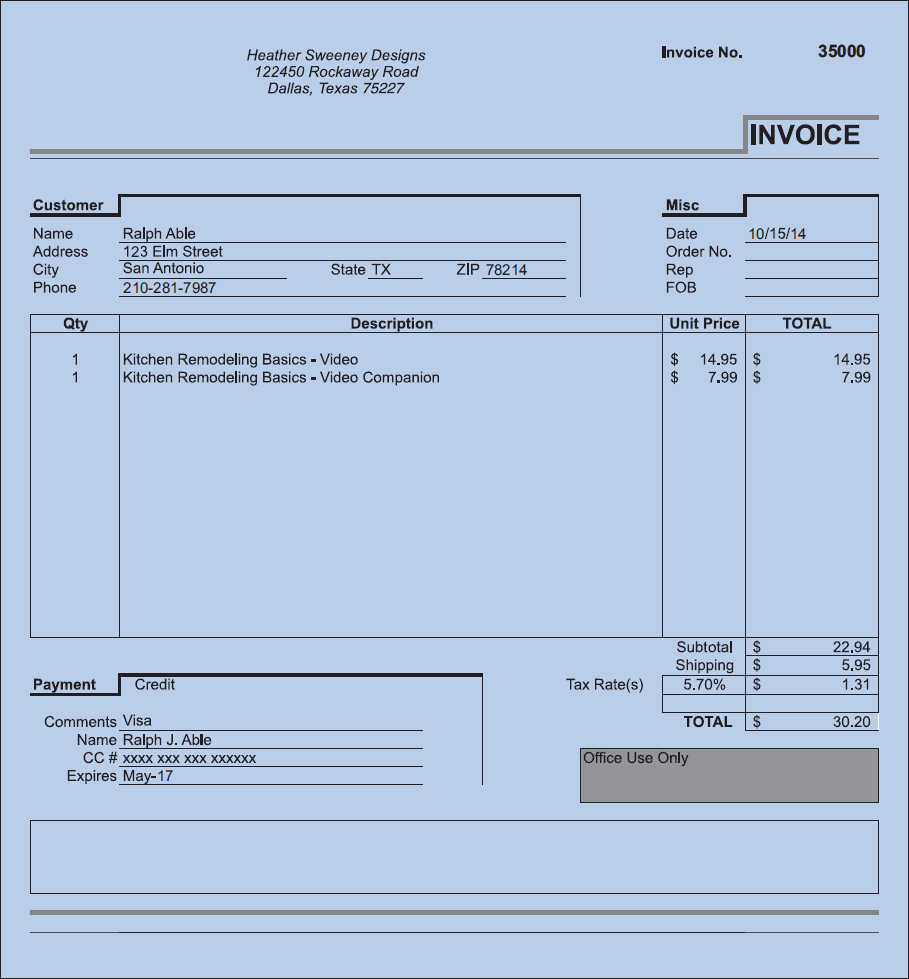 Heather Sweeney Designs
122450 Rockaway Road
Dallas, Texas 75227
Invoice No. 35000
INVOICE
Customer
Name Ralph Able
Address 123 Elm Street
City San Antonio State TX ZIP 78214
Phone 210-281-7987
Misc
Date 10/15/14
Order No.
Rep
FOB
Qty Description Unit Price TOTAL
1 Kitchen Remodeling Basics - Video $ 14.95 $ 14.95
1 Kitchen Remodeling Basics - Video Companion $ 7.99 $ 7.99
Subtotal $ 22.94
Shipping $ 5.95
Tax Rate(s) 5.70% $ 1.31
TOTAL $ 30.20
Payment Credit
Comments Visa
Name Ralph J. Able
CC # xxxx xxx xxx xxxxxx
Expires May-17
Office Use Only